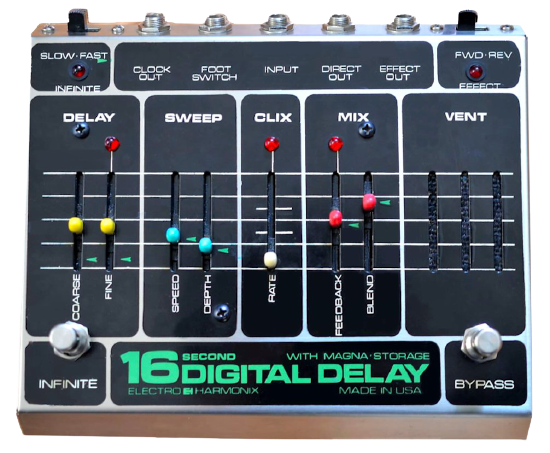 SLOW·FAST
INFINITE
CLOCK
OUT
FOOT
SWITCH
INPUT
DIRECT
OUT
EFFECT
OUT
FWD·REV
EFFECT
DELAY
SWEEP
CLIX
MIX
VENT
COARSE
FINE
SPEED
DEPTH
RATE
FEEDBACK
BLEND
INFINITE
16 SECOND
WITH MAGNA·STORAGE
DIGITAL DELAY
ELECTRO HARMONIX
MADE IN USA
BYPASS